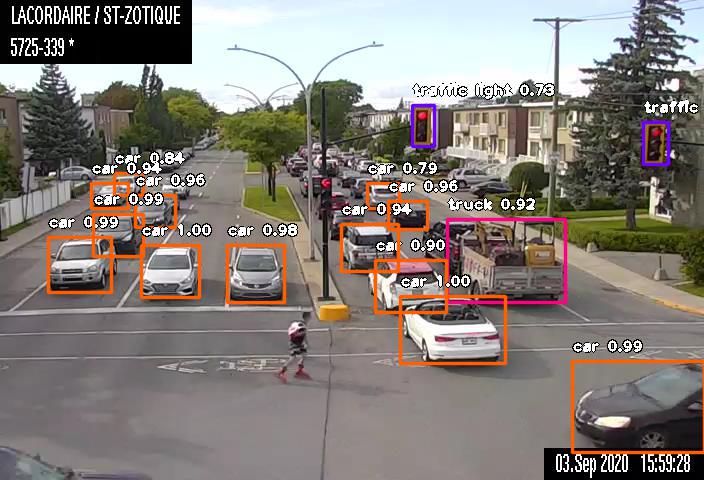 LACORDAIRE / ST-ZOTIQUE
5725-339 *
traffic light 0.73
traffic
car 0.84
car 0.94
car 0.79
car 0.96
car 0.96
car 0.99
car 0.94
truck 0.92
car 0.99
car 1.00
car 0.98
car 0.90
car 1.00
car 0.99
03.Sep 2020 15:59:28